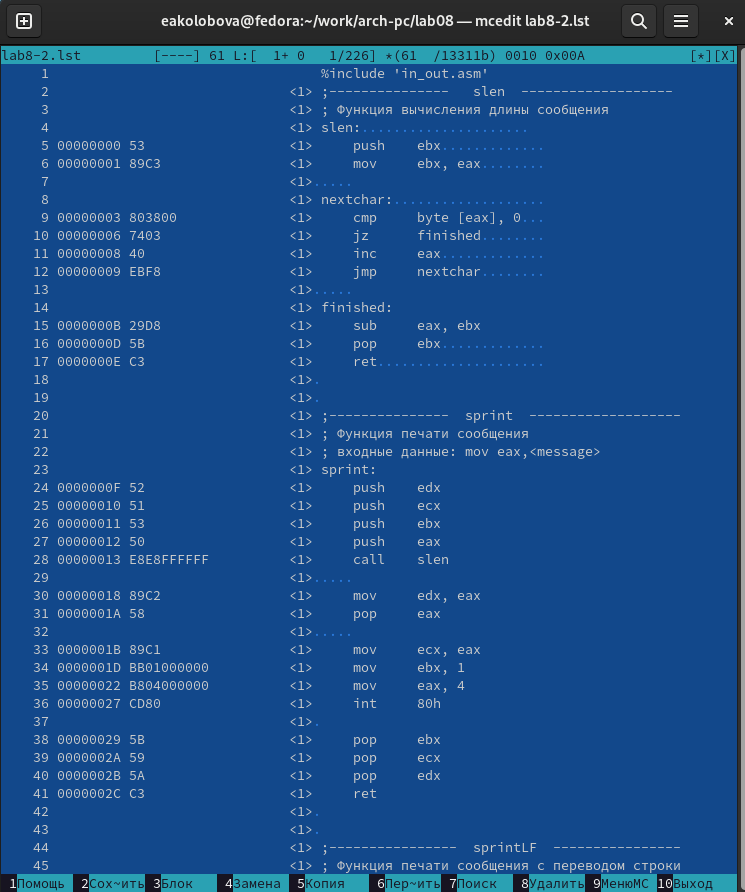 eakolobova@fedora:~/work/arch-pc/lab08 — mcedit lab8-2.lst
lab8-2.lst         [----] 61 L:[  1+ 0   1/226] *(61  /13311b) 0010 0x00A             [*][X]
1                                  %include 'in_out.asm'
2                              <1> ;---------------   slen  -------------------
3                              <1> ; Функция вычисления длины сообщения
4                              <1> slen:.....................
5 00000000 53                  <1>     push    ebx.............
6 00000001 89C3                <1>     mov     ebx, eax........
7                              <1>.....
8                              <1> nextchar:...................
9 00000003 803800              <1>     cmp     byte [eax], 0...
10 00000006 7403                <1>     jz      finished........
11 00000008 40                  <1>     inc     eax.............
12 00000009 EBF8                <1>     jmp     nextchar........
13                              <1>.....
14                              <1> finished:
15 0000000B 29D8                <1>     sub     eax, ebx
16 0000000D 5B                  <1>     pop     ebx.............
17 0000000E C3                  <1>     ret.....................
18                              <1>.
19                              <1>.
20                              <1> ;---------------  sprint  -------------------
21                              <1> ; Функция печати сообщения
22                              <1> ; входные данные: mov eax,<message>
23                              <1> sprint:
24 0000000F 52                  <1>     push    edx
25 00000010 51                  <1>     push    ecx
26 00000011 53                  <1>     push    ebx
27 00000012 50                  <1>     push    eax
28 00000013 E8E8FFFFFF          <1>     call    slen
29                              <1>.....
30 00000018 89C2                <1>     mov     edx, eax
31 0000001A 58                  <1>     pop     eax
32                              <1>.....
33 0000001B 89C1                <1>     mov     ecx, eax
34 0000001D BB01000000          <1>     mov     ebx, 1
35 00000022 B804000000          <1>     mov     eax, 4
36 00000027 CD80                <1>     int     80h
37                              <1>.
38 00000029 5B                  <1>     pop     ebx
39 0000002A 59                  <1>     pop     ecx
40 0000002B 5A                  <1>     pop     edx
41 0000002C C3                  <1>     ret
42                              <1>.
43                              <1>.
44                              <1> ;----------------  sprintLF  ----------------
45                              <1> ; Функция печати сообщения с переводом строки
1Помощь  2Сох~ить 3Блок    4Замена  5Копия    6Пер~ить 7Поиск   8Удалить 9МенюMC 10Выход